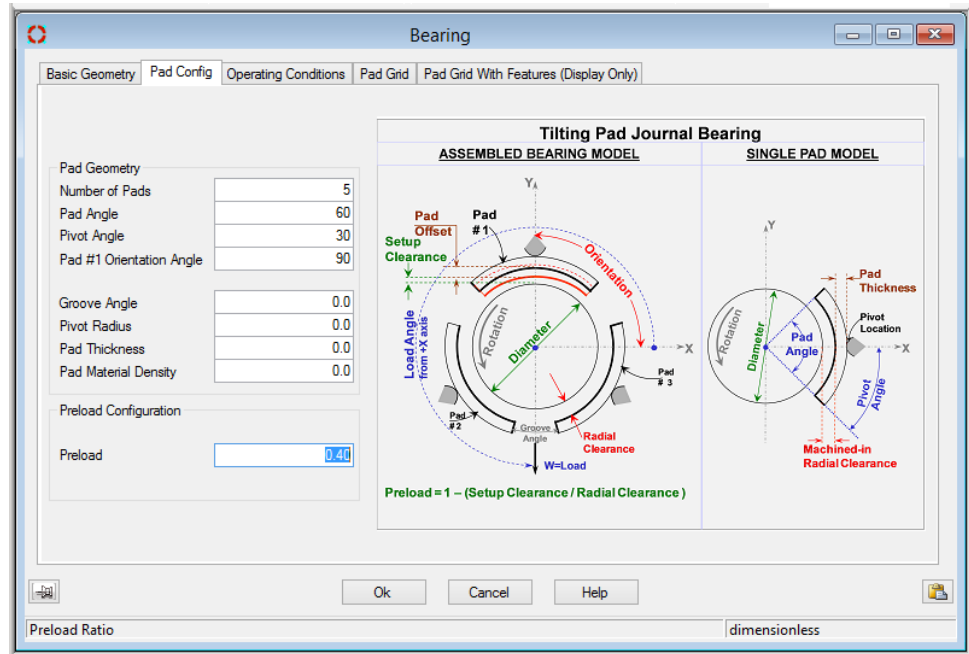 Bearing
Basic Geometry
Pad Config
Operating Conditions
Pad Grid
Pad Grid With Features (Display Only)
Pad Geometry
Number of Pads 5
Pad Angle 60
Pivot Angle 30
Pad #1 Orientation Angle 90
Groove Angle 0.0
Pivot Radius 0.0
Pad Thickness 0.0
Pad Material Density 0.0
Preload Configuration
Preload 0.40
Tilting Pad Journal Bearing
ASSEMBLED BEARING MODEL
Y
Pad
Offset
Pad
#1
Setup
Clearance
Orientation
Load Angle
from +X axis
Rotation
Diameter
X
Pad
#2
Pad
# 3
Groove
Angle
Radial
Clearance
W=Load
Preload = 1 – (Setup Clearance / Radial Clearance )
SINGLE PAD MODEL
Y
Pad
Thickness
Pivot
Location
Rotation
Diameter
Pad
Angle
X
Pivot
Angle
Machined-in
Radial Clearance
Ok
Cancel
Help
Preload Ratio
dimensionless